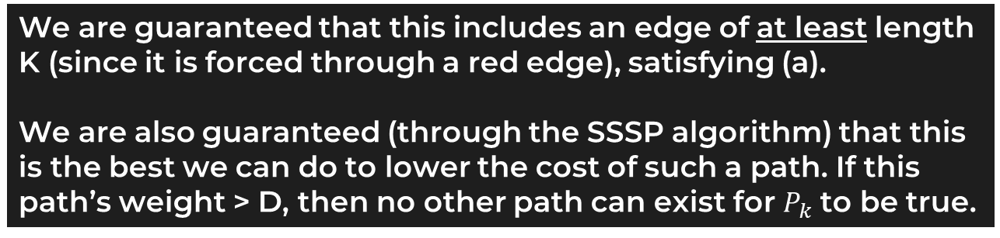 We are guaranteed that this includes an edge of at least length
K (since it is forced through a red edge), satisfying (a).
We are also guaranteed (through the SSSP algorithm) that this
is the best we can do to lower the cost of such a path. If this
path’s weight > D, then no other path can exist for P_k to be true.